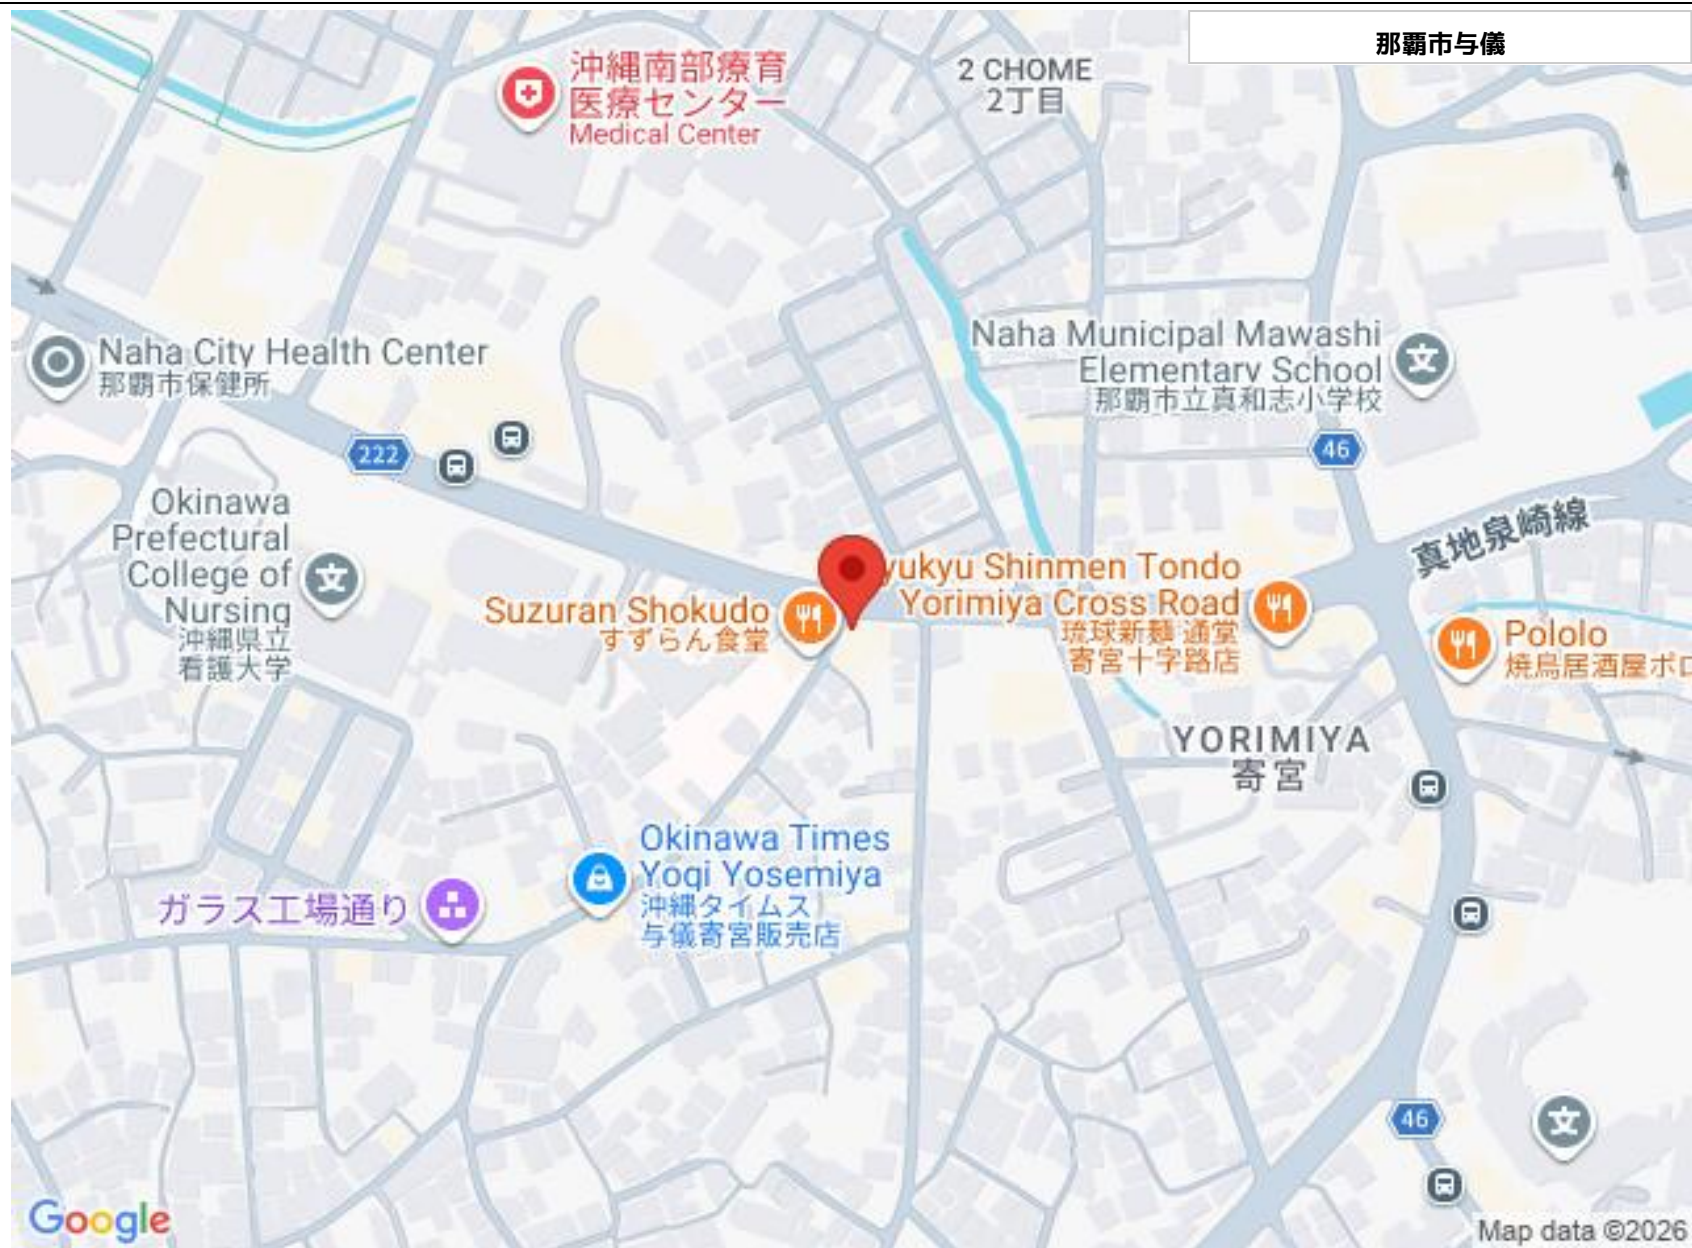 那覇市与儀
沖縄南部療育
医療センター
Medical Center
2 CHOME
2丁目
Naha City Health Center
那覇市保健所
222
Naha Municipal Mawashi
Elementary School
那覇市立真和志小学校
46
真地泉崎線
Okinawa
Prefectural
College of
Nursing
沖縄県立
看護大学
Suzuran Shokudo
すずらん食堂
yukyu Shinmen Tondo
Yorimiya Cross Road
琉球新麺 通堂
寄宮十字路店
Pololo
焼鳥居酒屋ポロ
YORIMIYA
寄宮
Okinawa Times
Yogi Yosemiya
沖縄タイムス
与儀寄宮販売店
ガラス工場通り
46
文
文
文
Google
Map data ©2026